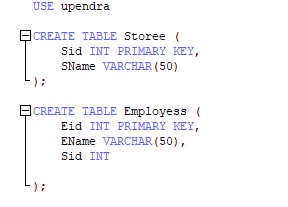 USE upendra
CREATE TABLE Storee (
Sid INT PRIMARY KEY,
SName VARCHAR(50)
);
CREATE TABLE Employess (
Eid INT PRIMARY KEY,
EName VARCHAR(50),
Sid INT
);